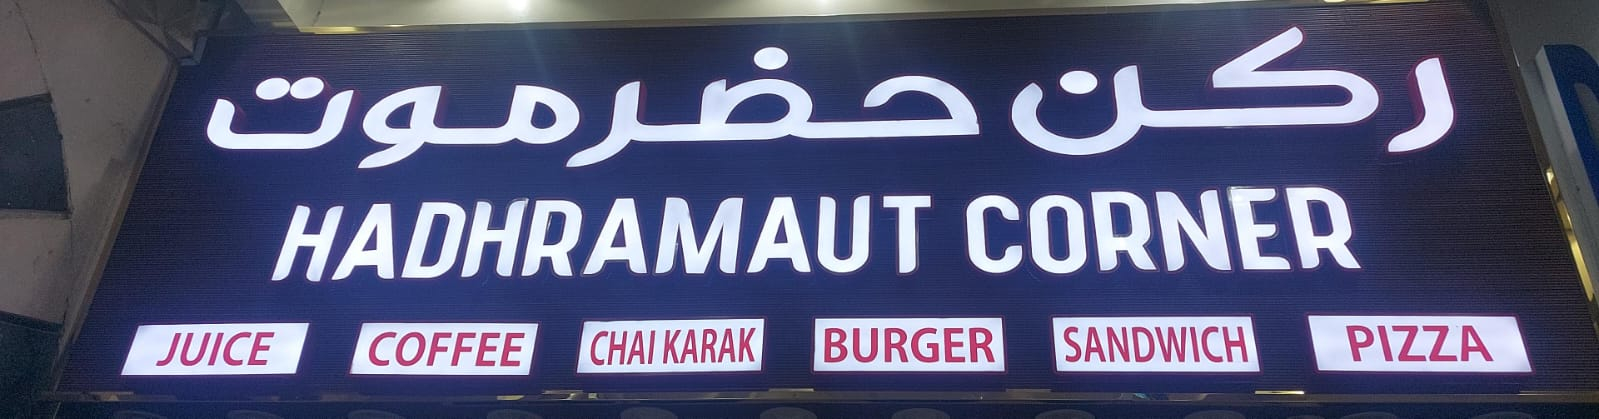 ركن حضرموت
HADHRAMAUT CORNER
JUICE COFFEE CHAI KARAK BURGER SANDWICH PIZZA